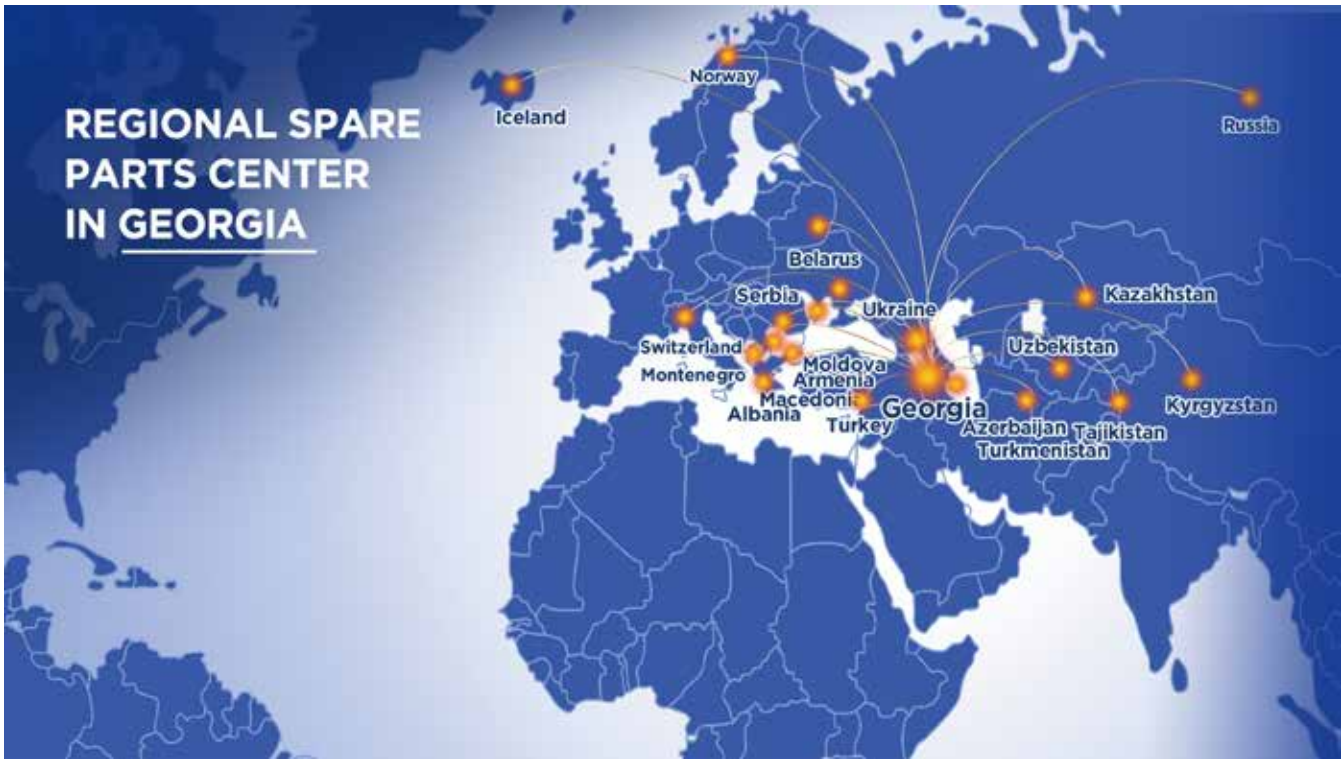 REGIONAL SPARE
PARTS CENTER
IN GEORGIA
Norway
Iceland
Russia
Belarus
Serbia
Kazakhstan
Ukraine
Switzerland
Uzbekistan
Moldova
Montenegro
Armenia
Kyrgyzstan
Macedonia
Georgia
Albania
Turkey
Azerbaijan
Tajikistan
Turkmenistan